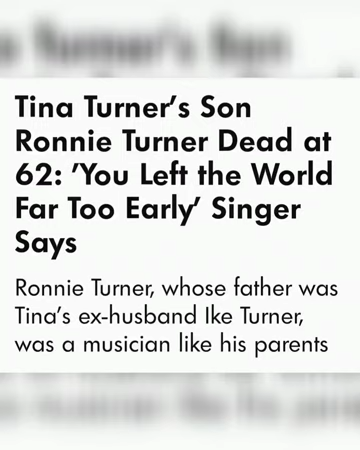 Tina Turner's Son
Ronnie Turner Dead at
62: 'You Left the World
Far Too Early' Singer
Says
Ronnie Turner, whose father was
Tina's ex-husband Ike Turner,
was a musician like his parents